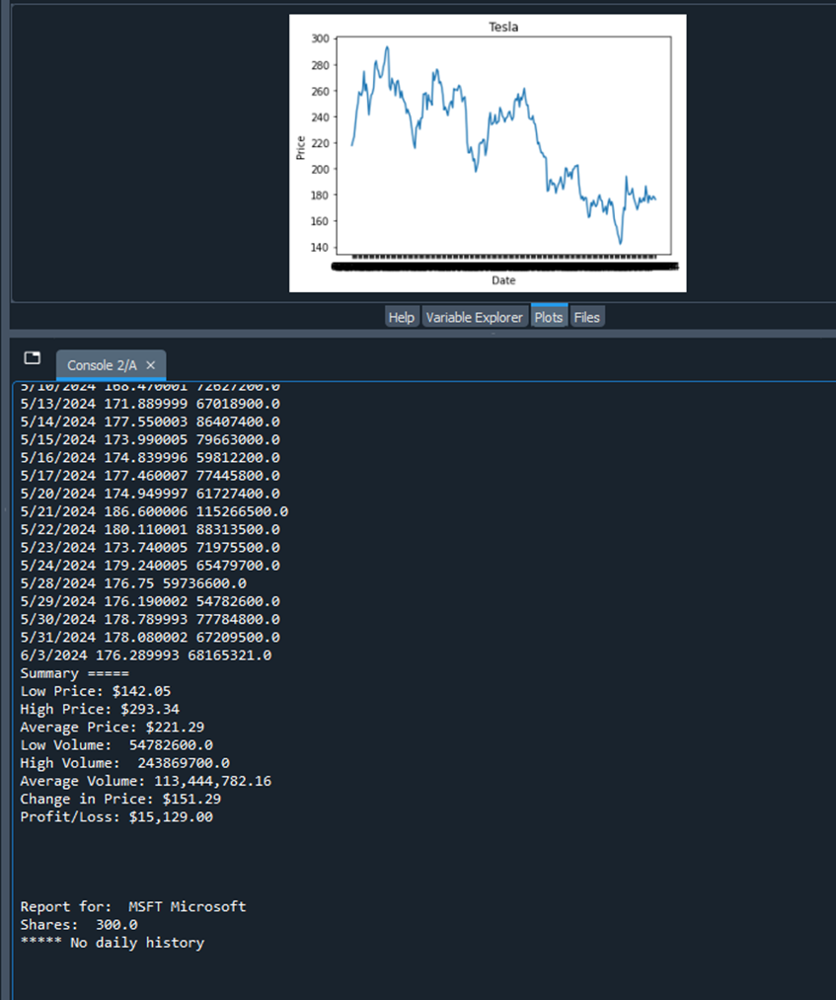 Tesla
300
280
260
240
220
200
180
160
140
Price
Date
Help Variable Explorer Plots Files
Console 2/A ×
5/10/2024 168.470001 72627200.0
5/13/2024 171.889999 67018900.0
5/14/2024 177.550003 86407400.0
5/15/2024 173.990005 79663000.0
5/16/2024 174.839996 59812200.0
5/17/2024 177.460007 77445800.0
5/20/2024 174.949997 61727400.0
5/21/2024 186.600006 115266500.0
5/22/2024 180.110001 88313500.0
5/23/2024 173.740005 71975500.0
5/24/2024 179.240005 65479700.0
5/28/2024 176.75 59736600.0
5/29/2024 176.190002 54782600.0
5/30/2024 178.789993 77784800.0
5/31/2024 178.080002 67209500.0
6/3/2024 176.289993 68165321.0
Summary =====
Low Price: $142.05
High Price: $293.34
Average Price: $221.29
Low Volume:  54782600.0
High Volume:  243869700.0
Average Volume: 113,444,782.16
Change in Price: $151.29
Profit/Loss: $15,129.00
Report for:  MSFT Microsoft
Shares:  300.0
***** No daily history